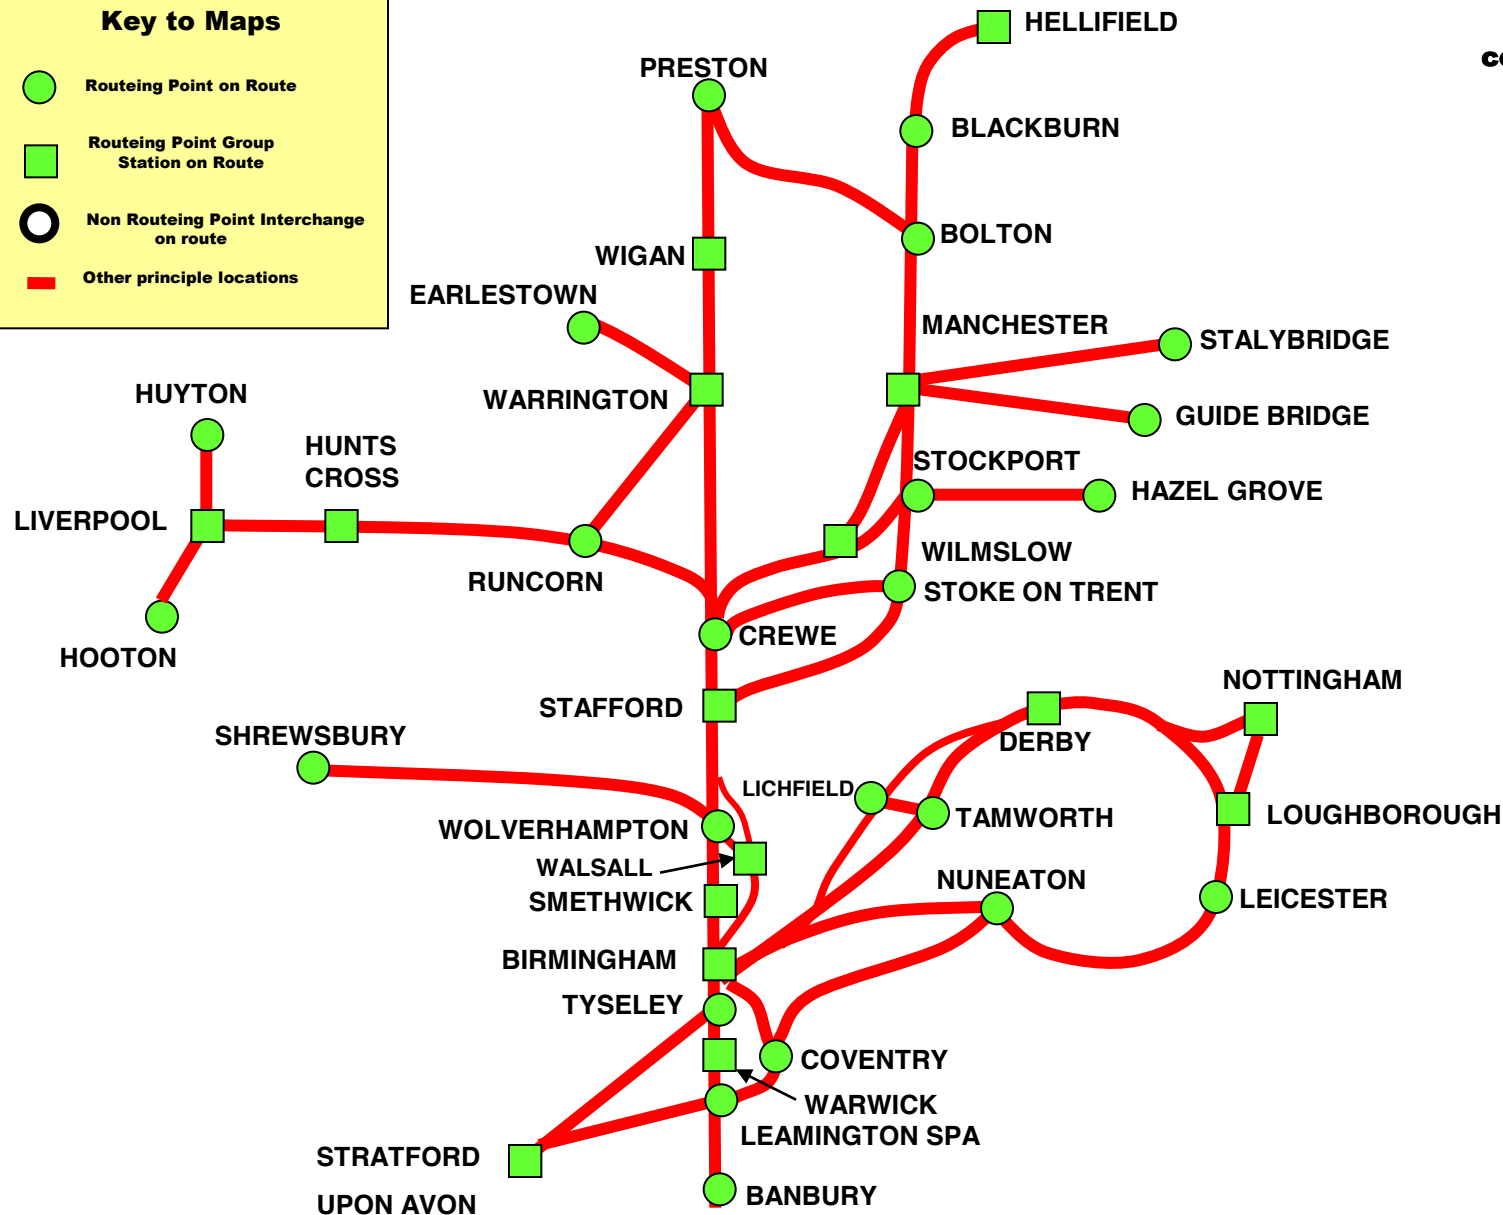 Key to Maps
Routeing Point on Route
Routeing Point Group
Station on Route
Non Routeing Point Interchange
on route
Other principle locations
HELLIFIELD
PRESTON
BLACKBURN
BOLTON
WIGAN
EARLESTOWN
MANCHESTER
STALYBRIDGE
HUYTON
WARRINGTON
GUIDE BRIDGE
HUNTS
CROSS
STOCKPORT
HAZEL GROVE
LIVERPOOL
WILMSLOW
RUNCORN
STOKE ON TRENT
CREWE
HOOTON
NOTTINGHAM
STAFFORD
SHREWSBURY
DERBY
LICHFIELD
TAMWORTH
LOUGHBOROUGH
WOLVERHAMPTON
WALSALL
NUNEATON
SMETHWICK
LEICESTER
BIRMINGHAM
TYSELEY
COVENTRY
WARWICK
LEAMINGTON SPA
STRATFORD
UPON AVON
BANBURY